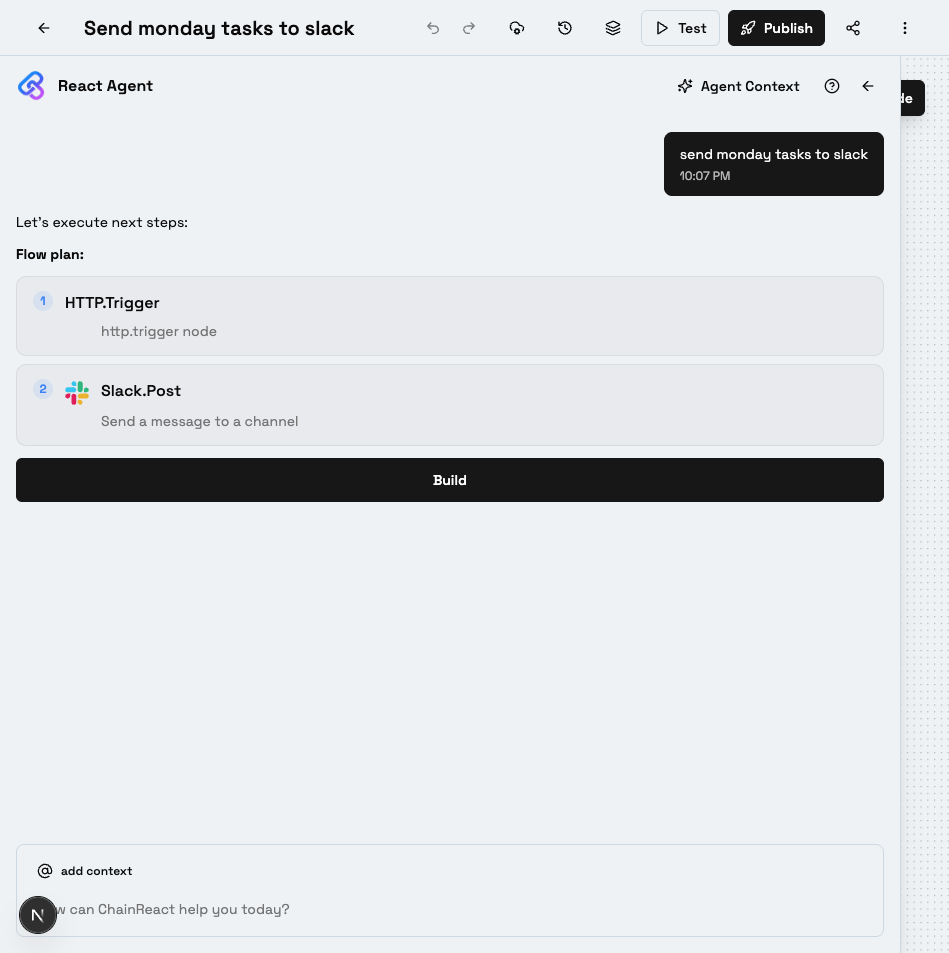 Send monday tasks to slack
Test
Publish
React Agent
Agent Context
de
send monday tasks to slack
10:07 PM
Let's execute next steps:
Flow plan:
1
HTTP.Trigger
http.trigger node
2
Slack.Post
Send a message to a channel
Build
@ add context
w can ChainReact help you today?
N